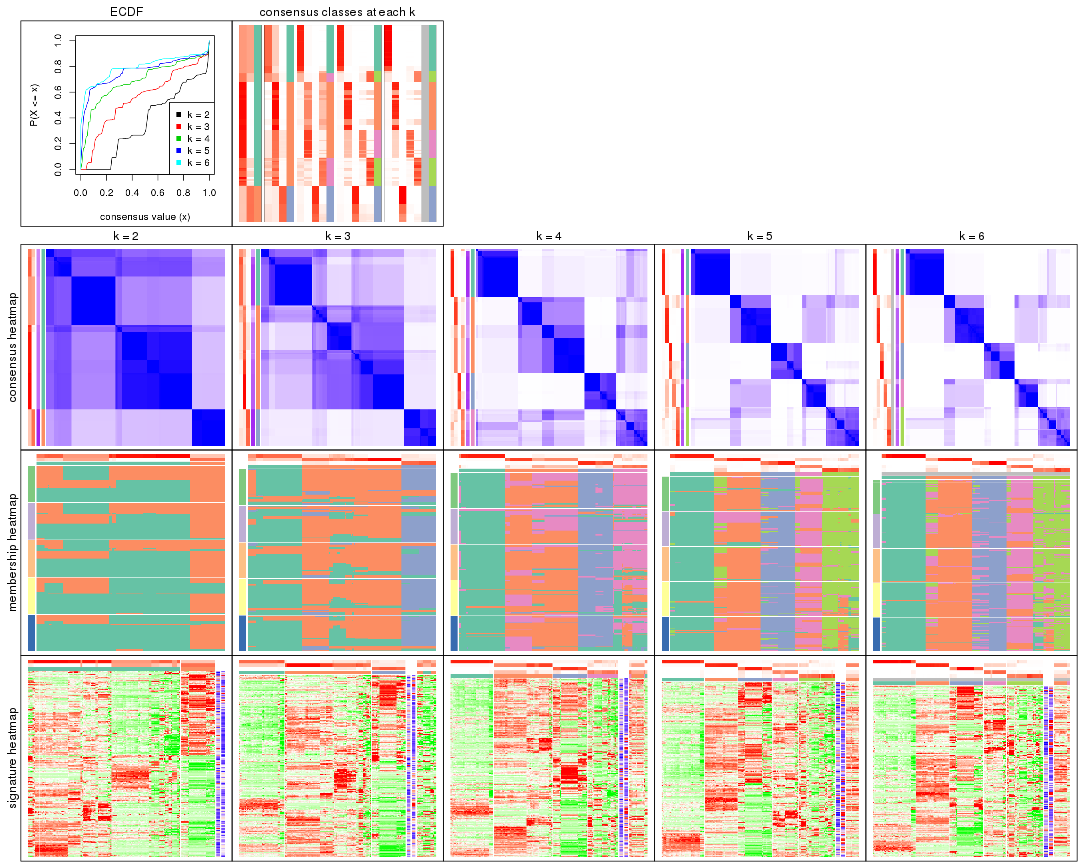 ECDF
consensus classes at each k
P(X <= x)
0.0 0.2 0.4 0.6 0.8 1.0
k = 2
k = 3
k = 4
k = 5
k = 6
0.0 0.2 0.4 0.6 0.8 1.0
consensus value (x)
k = 2 k = 3 k = 4 k = 5 k = 6
consensus heatmap
membership heatmap
signature heatmap